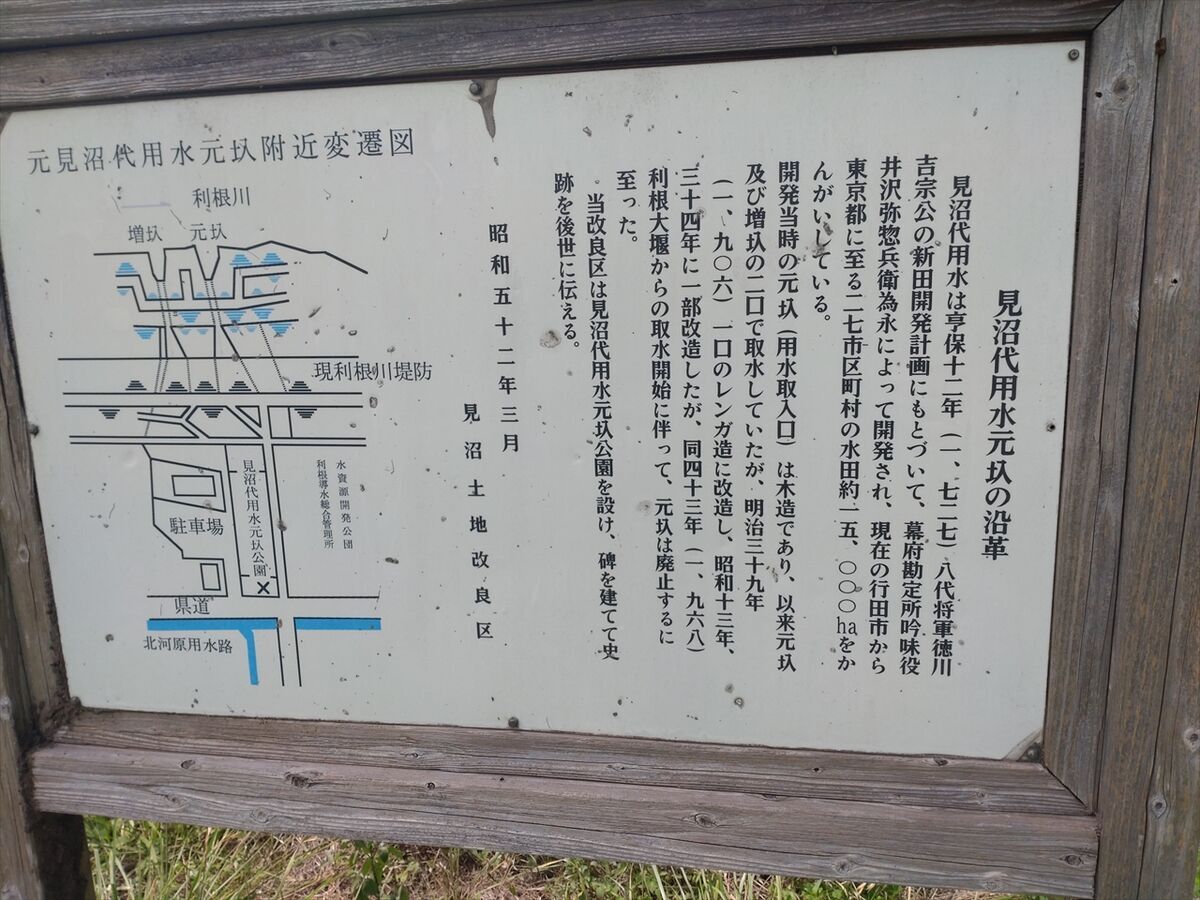 見沼代用水元圦の沿革
見沼代用水は亨保十二年（一、七二七）八代将軍徳川
吉宗公の新田開発計画にもとづいて、幕府勘定所吟味役
井沢弥惣兵衛為永によって開発され、現在の行田市から
東京都に至る二七市区町村の水田約一五、〇〇〇haをか
んがいしている。
開発当時の元圦（用水取入口）は木造であり、以来元圦
及び増圦の二口で取水していたが、明治三十九年
（一、九〇六）一口のレンガ造に改造し、昭和十三年、
三十四年に一部改造したが、同四十三年（一、九六八）
利根大堰からの取水開始に伴って、元圦は廃止するに
至った。
当改良区は見沼代用水元圦公園を設け、碑を建てて史
跡を後世に伝える。
昭和五十二年三月
見沼土地改良区
元見沼代用水元圦附近変遷図
利根川
増圦
元圦
現利根川堤防
水資源開発公団
利根導水総合管理所
見沼代用水元圦公園
駐車場
県道
北河原用水路